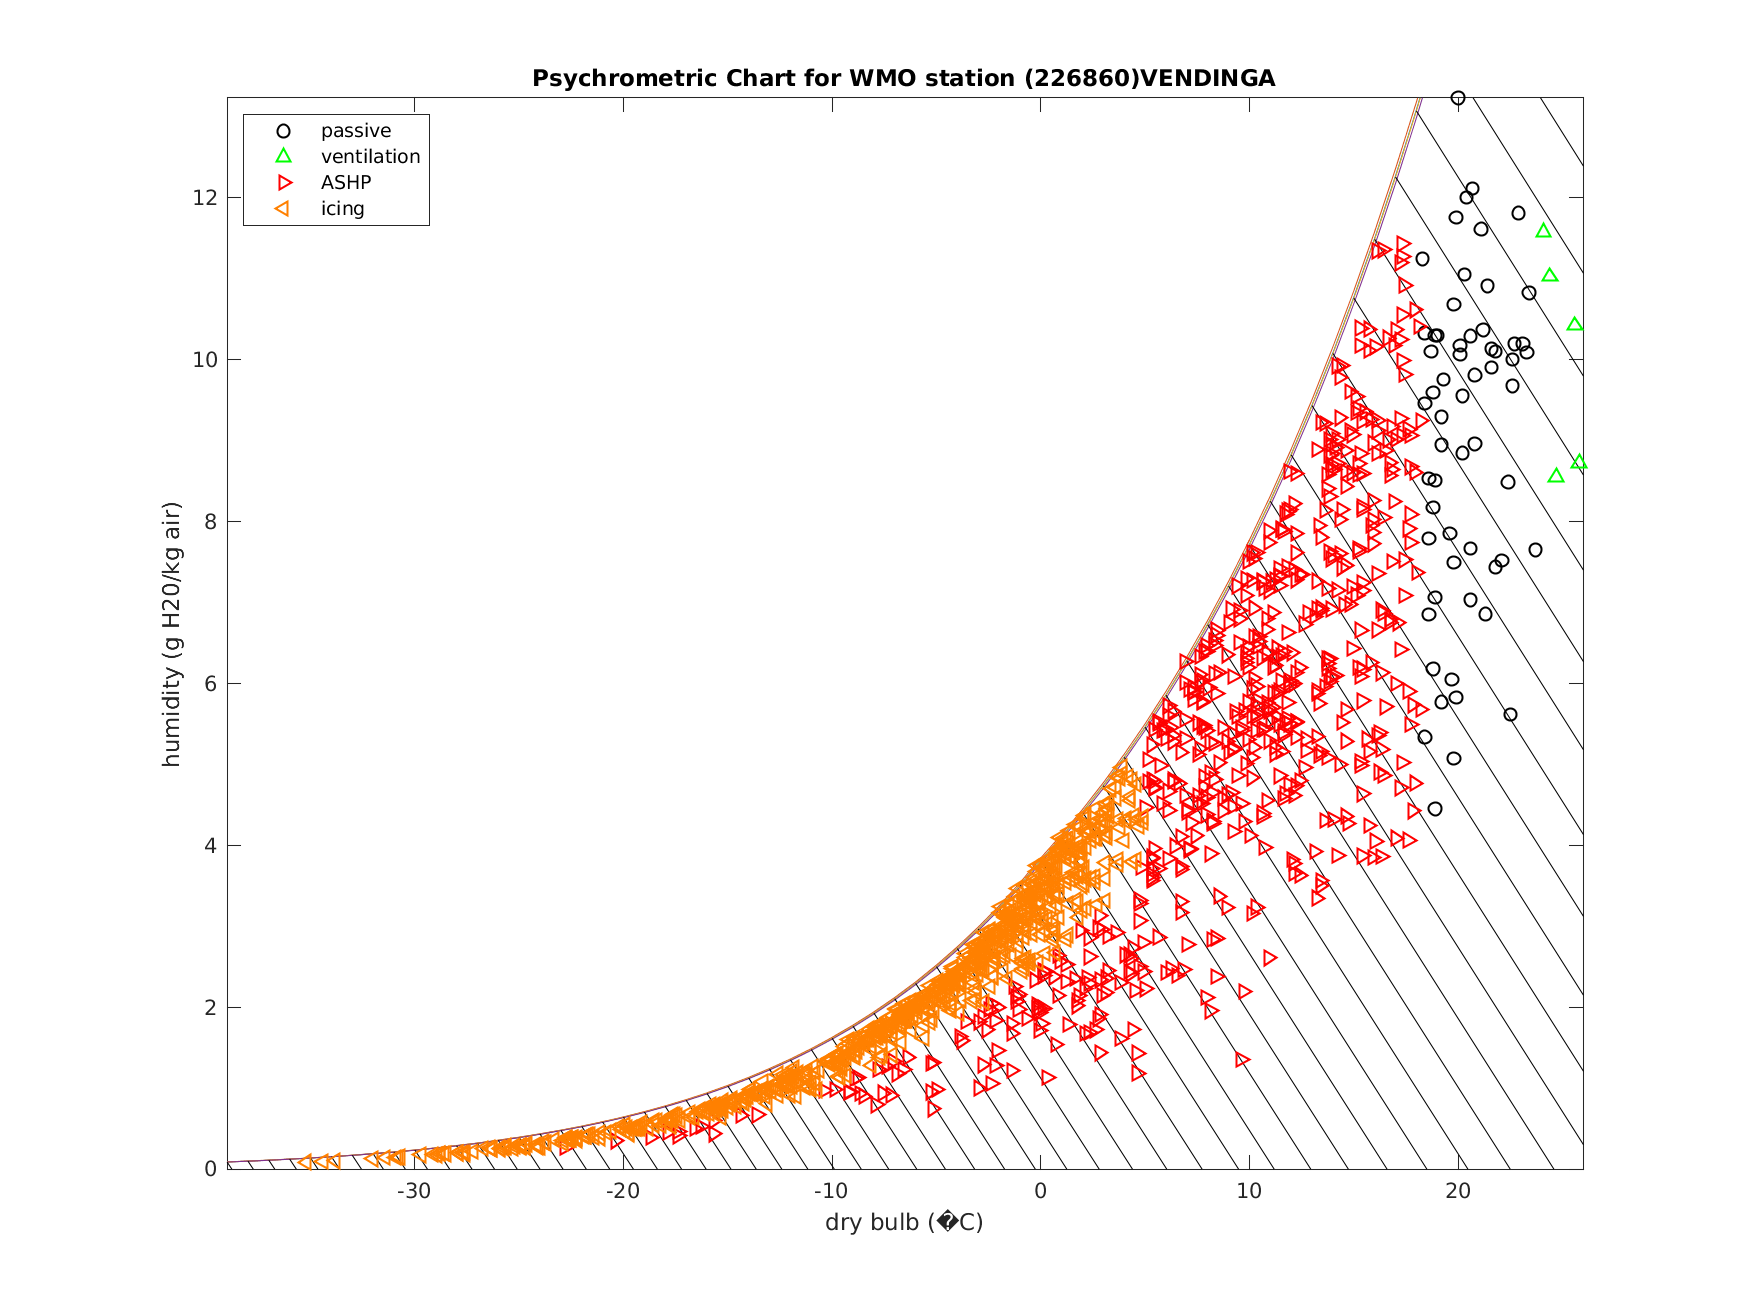 Psychrometric Chart for WMO station (226860)VENDINGA
passive
ventilation
ASHP
icing
humidity (g H20/kg air)
12
10
8
6
4
2
0
-30 -20 -10 0 10 20
dry bulb (�C)